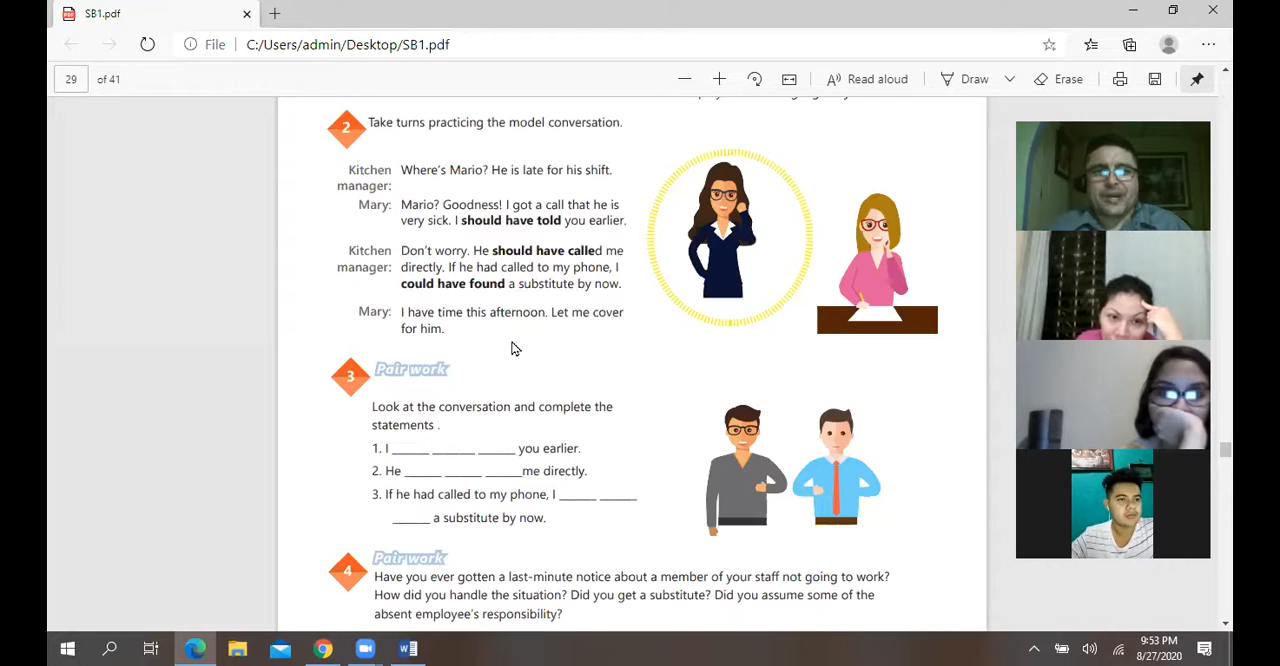 SB1.pdf
File C:/Users/admin/Desktop/SB1.pdf
29 of 41
Read aloud
Draw
Erase
2 Take turns practicing the model conversation.
Kitchen Where's Mario? He is late for his shift.
manager:
Mary: Mario? Goodness! I got a call that he is
very sick. I should have told you earlier.
Kitchen Don't worry. He should have called me
manager: directly. If he had called to my phone, I
could have found a substitute by now.
Mary: I have time this afternoon. Let me cover
for him.
3 Pair work
Look at the conversation and complete the
statements .
1. I ______ _______ ______ you earlier.
2. He ______ ______ ______me directly.
3. If he had called to my phone, I ______ ______
______ a substitute by now.
4 Pair work
Have you ever gotten a last-minute notice about a member of your staff not going to work?
How did you handle the situation? Did you get a substitute? Did you assume some of the
absent employee's responsibility?
9:53 PM
8/27/2020